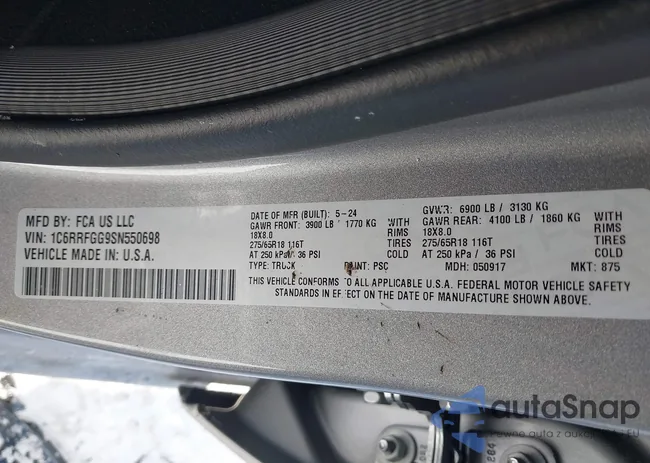 MFD BY: FCA US LLC
VIN: 1C6RRFGG9SN550698
VEHICLE MADE IN: U.S.A.
DATE OF MFR (BUILT): 5-24
GAWR FRONT: 3900 LB 1770 KG WITH
18X8.0 RIMS
275/65R18 116T TIRES
AT 250 kPa/ 36 PSI COLD
TYPE: TRUCK PAINT: PSC
GVWR: 6900 LB / 3130 KG
GAWR REAR: 4100 LB / 1860 KG WITH
18X8.0 RIMS
275/65R18 116T TIRES
AT 250 kPa / 36 PSI COLD
MDH: 050917 MKT: 875
THIS VEHICLE CONFORMS TO ALL APPLICABLE U.S.A. FEDERAL MOTOR VEHICLE SAFETY
STANDARDS IN EFFECT ON THE DATE OF MANUFACTURE SHOWN ABOVE.
autaSnap